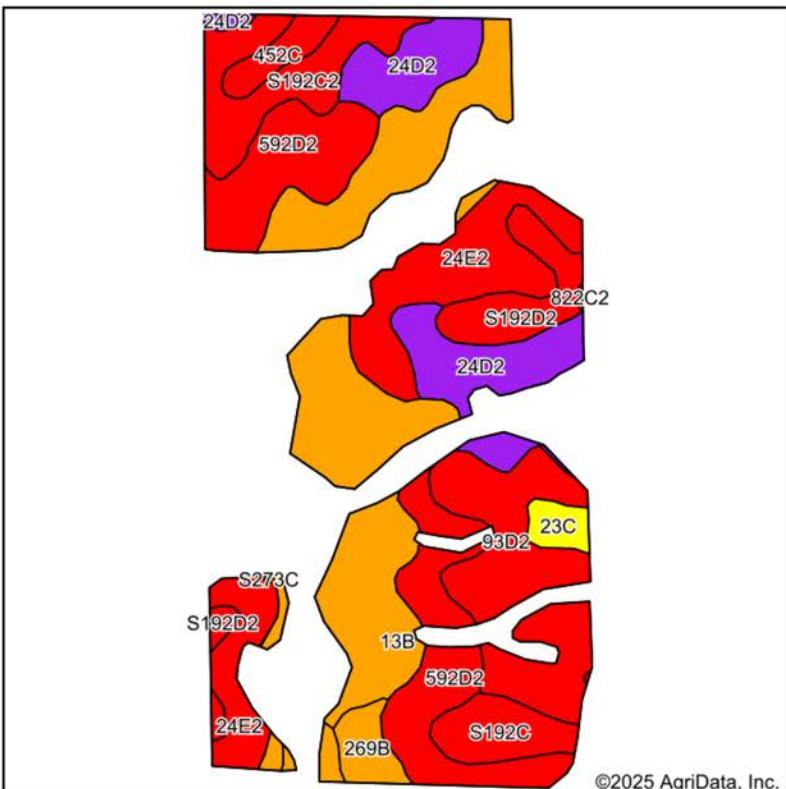 24D2
452C
24D2
S192C2
592D2
24E2
822C2
S192D2
24D2
23C
93D2
S273C
S192D2
13B
592D2
24E2
S192C
269B
©2025 AgriData, Inc.